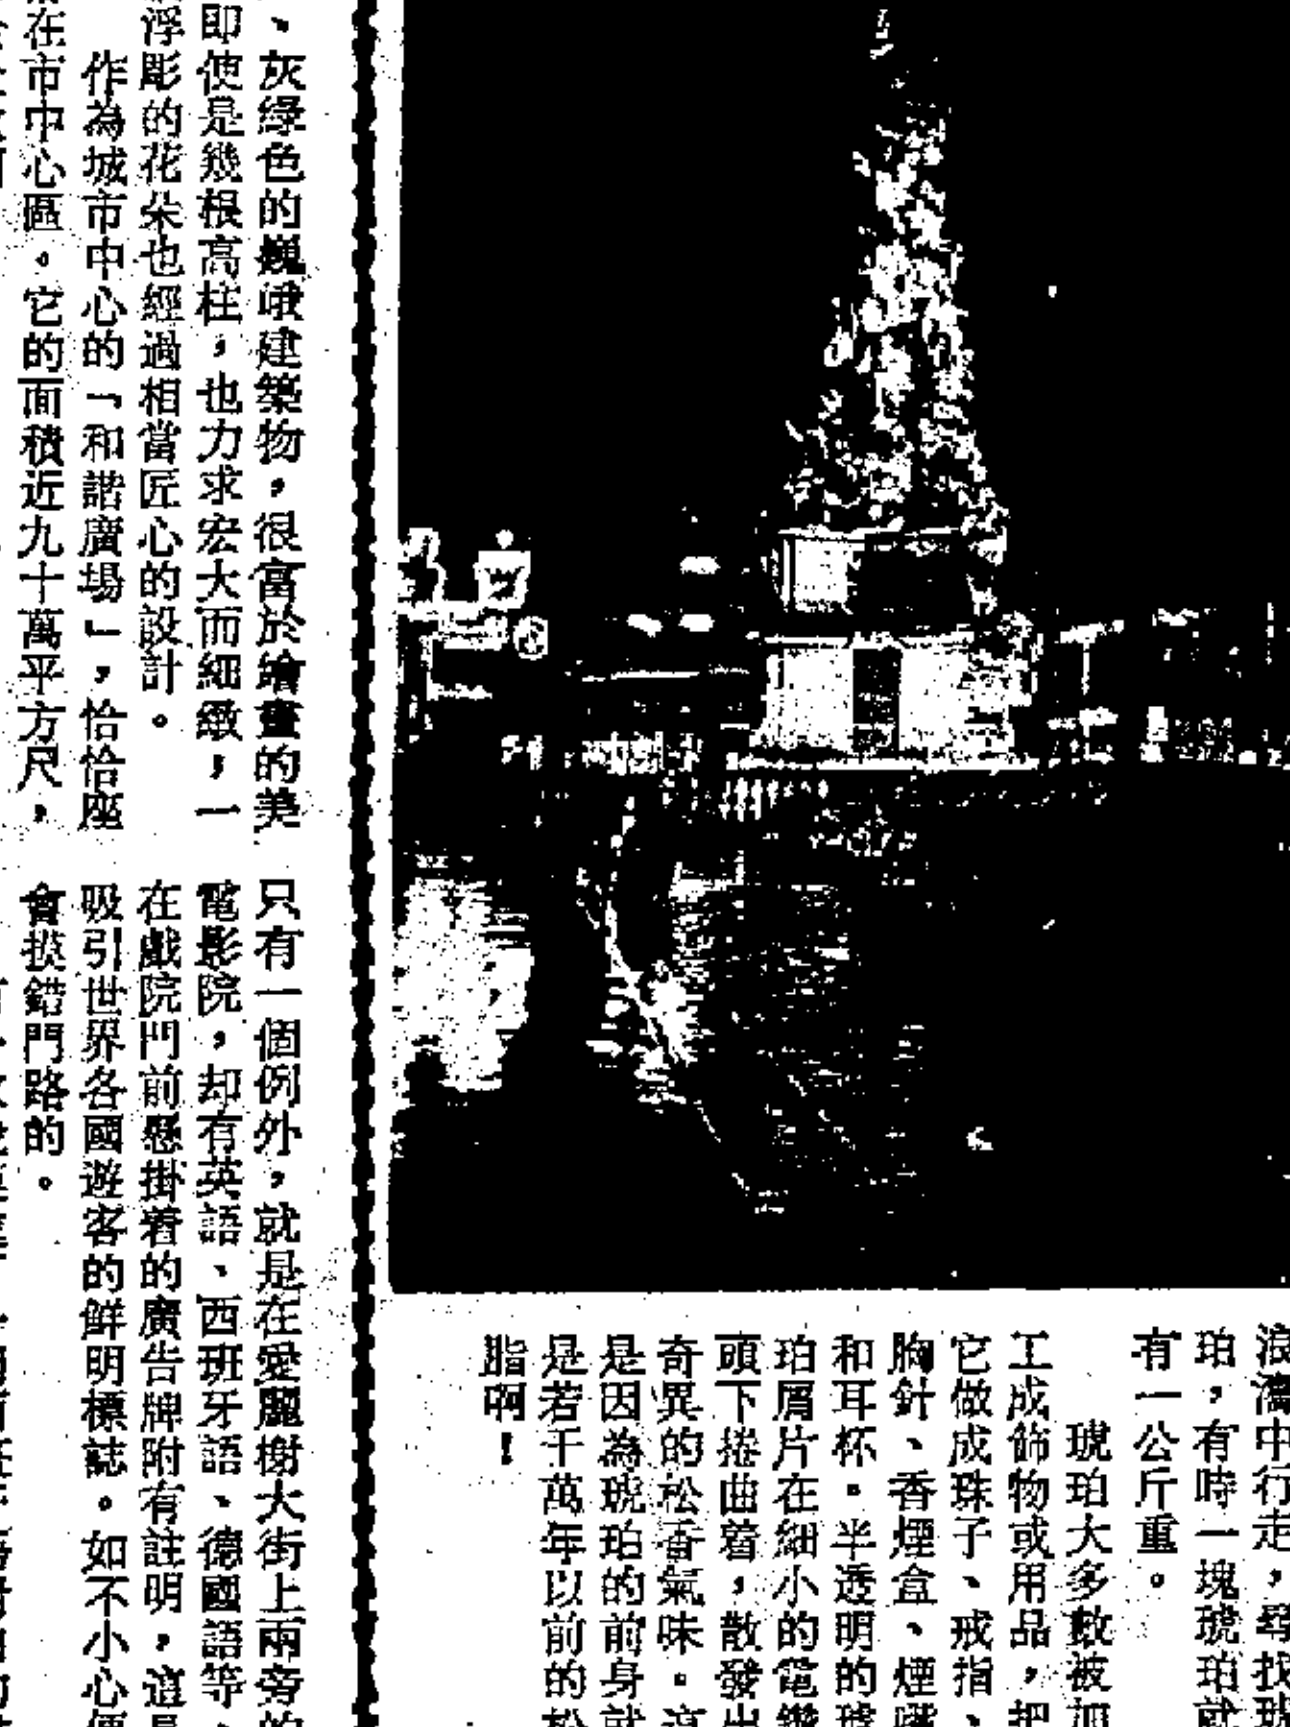 浪濤中行走，尋找琥
珀，有時一塊琥珀就
有一公斤重。
琥珀大多數被加
工成飾物或用品，把
它做成珠子、戒指、
胸針、香煙盒、煙嘴
和耳杯。半透明的琥
珀屑片在細小的電鑽
頭下捲曲着，散發出
奇異的松香氣味。這
是因為琥珀的前身就
是若千萬年以前的松
脂啊！
、灰綠色的巍峨建築物，很富於繪畫的美
即使是幾根高柱，也力求宏大而細緻，一
浮彫的花朵也經過相當匠心的設計。
作為城市中心的「和諧廣場」，恰恰座
在市中心區。它的面積近九十萬平方尺，
只有一個例外，就是在愛麗榭大街上兩旁的
電影院，却有英語、西班牙語、德國語等、
在戲院門前懸掛着的廣告牌附有註明，這是
吸引世界各國遊客的鮮明標誌。如不小心便
會摸錯門路的。